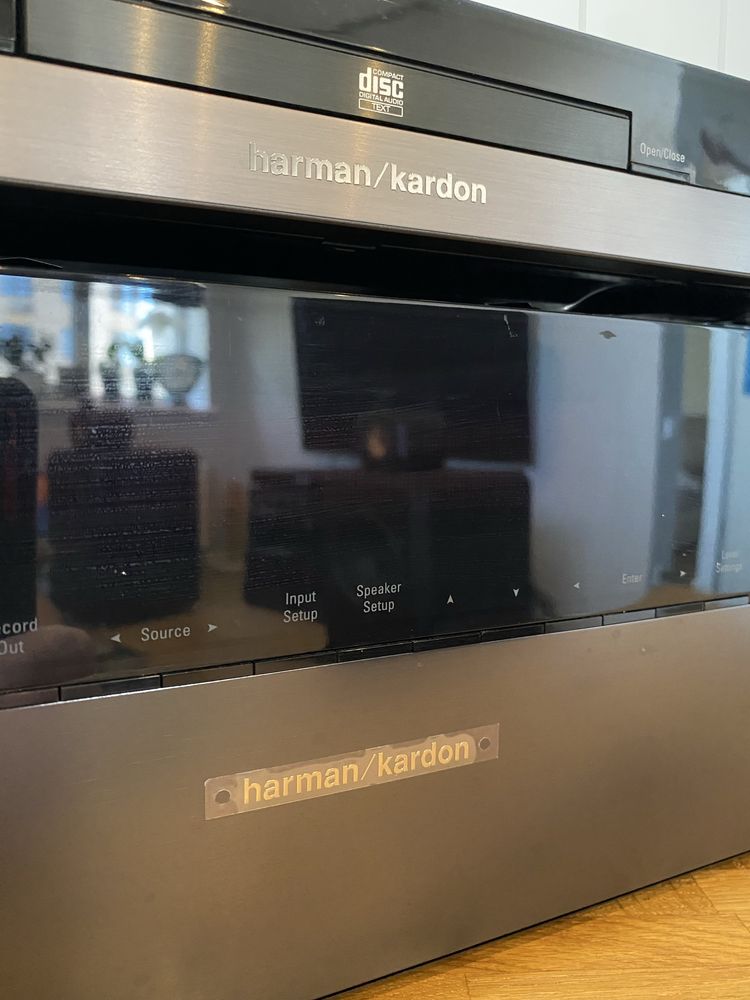 COMPACT
disc
DIGITAL AUDIO
TEXT
Open/Close
harman/kardon
Record
Out
◄ Source ►
Input
Setup
Speaker
Setup
▲
▼
◄
Enter
►
Level
Settings
harman/kardon